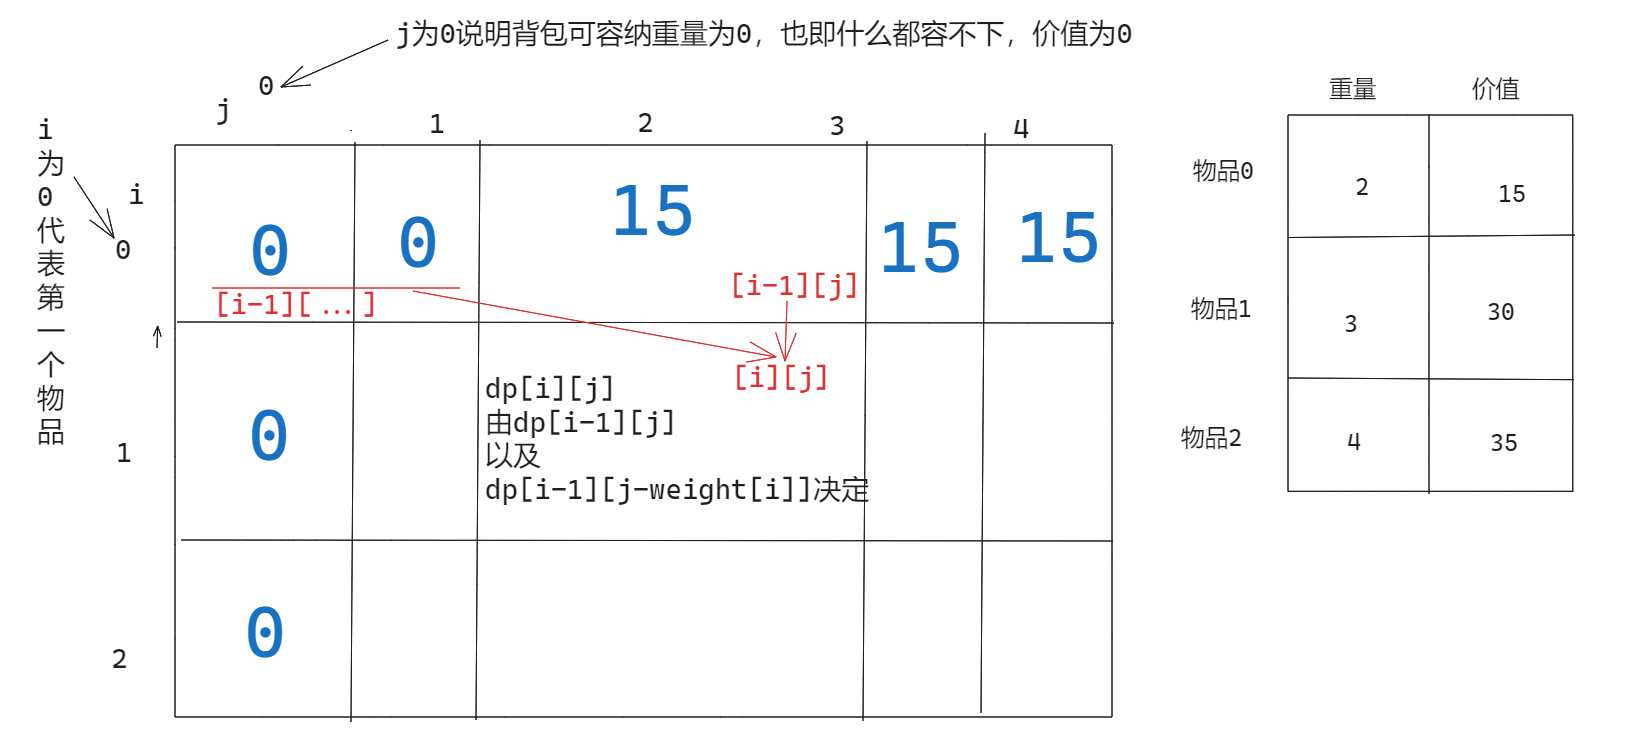 j为0说明背包可容纳重量为0，也即什么都容不下，价值为0
0
j
1 2 3 4
i
为
0
代
表
第
一
个
物
品
i
0 0 0 15 15 15
[i-1][ ... ] [i-1][j]
[i][j]
1 0
dp[i][j]
由dp[i-1][j]
以及
dp[i-1][j-weight[i]]决定
2 0
重量 价值
物品0 2 15
物品1 3 30
物品2 4 35